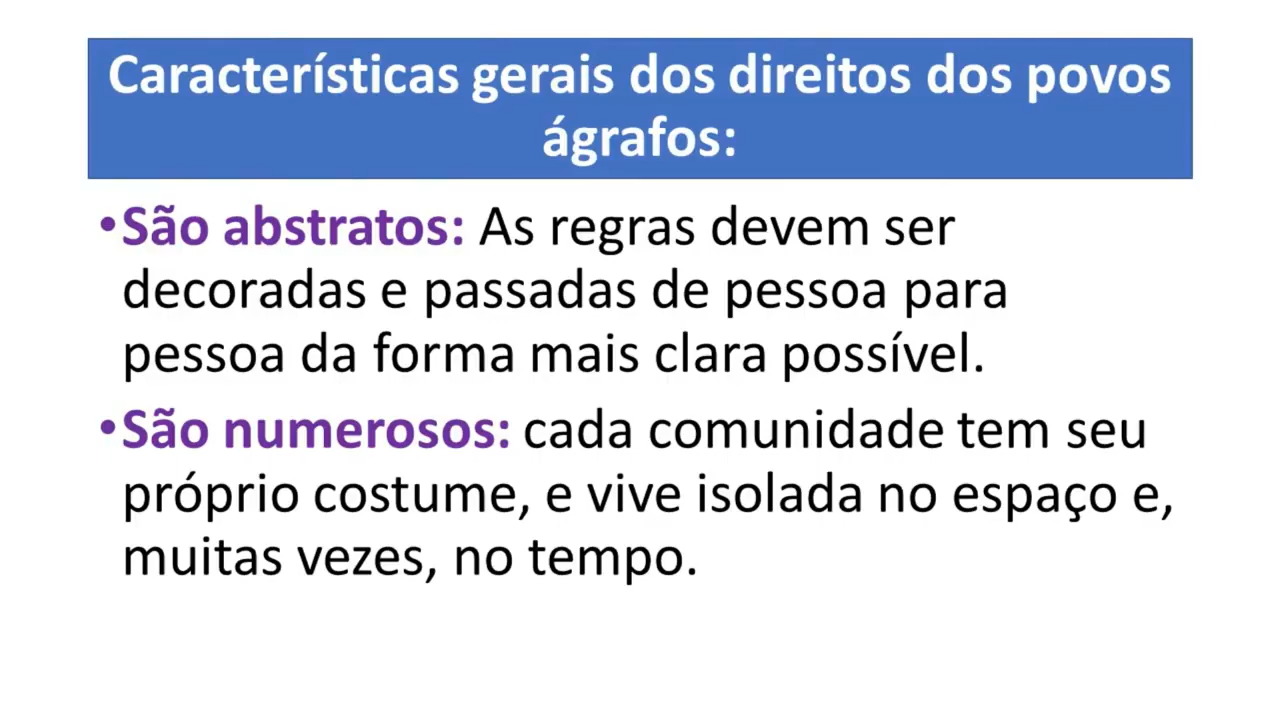 Características gerais dos direitos dos povos
ágrafos:
•São abstratos: As regras devem ser
decoradas e passadas de pessoa para
pessoa da forma mais clara possível.
•São numerosos: cada comunidade tem seu
próprio costume, e vive isolada no espaço e,
muitas vezes, no tempo.